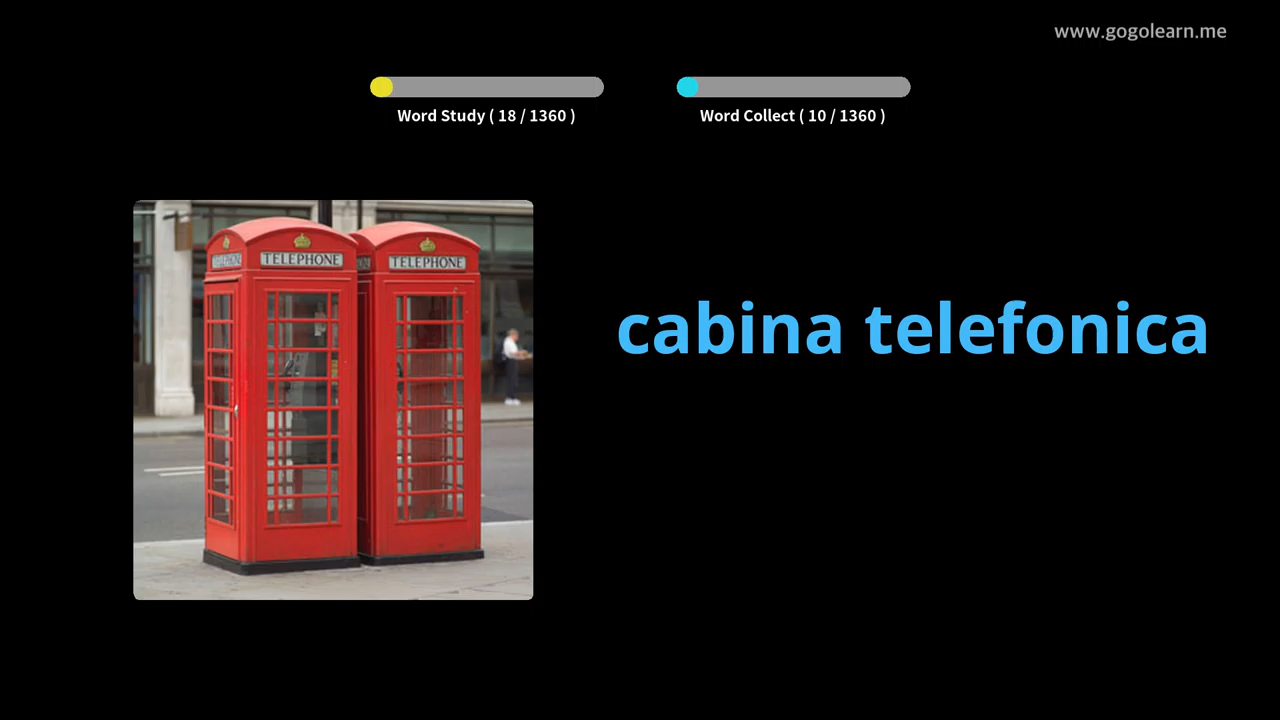 www.gogolearn.me
Word Study ( 18 / 1360 )
Word Collect ( 10 / 1360 )
TELEPHONE
TELEPHONE
cabina telefonica